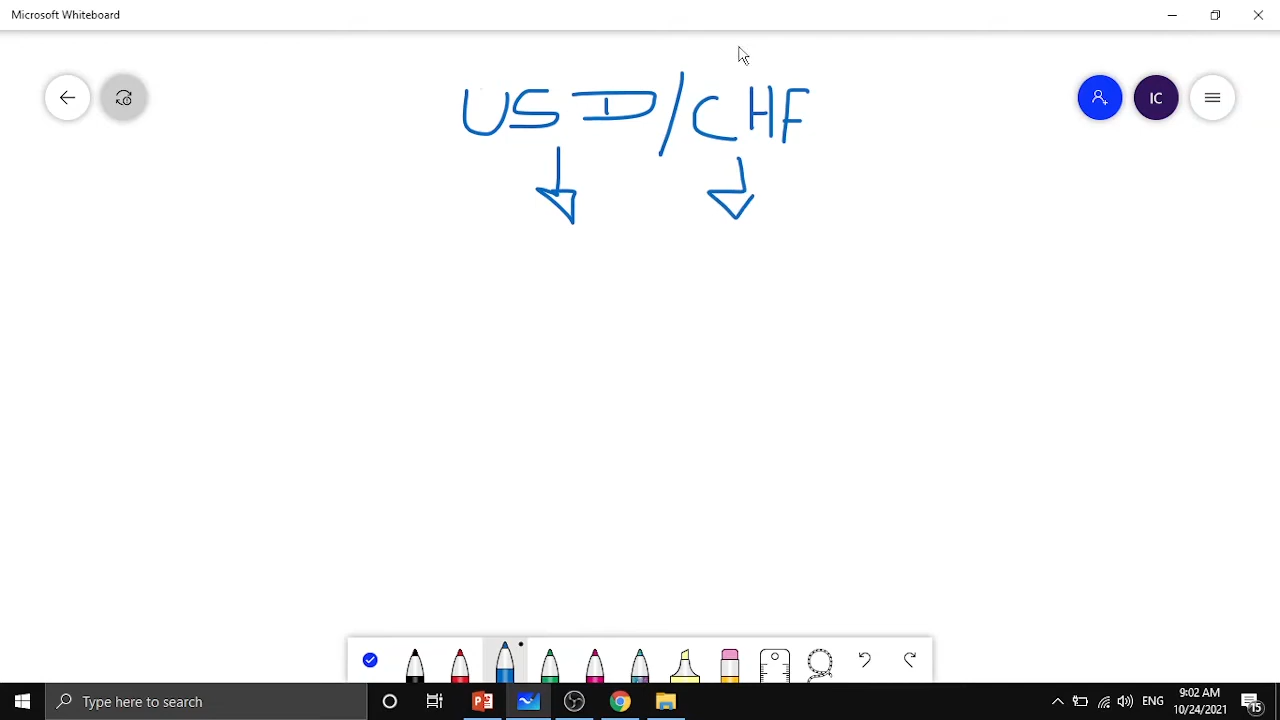 Microsoft Whiteboard
USD/CHF
IC
Type here to search
ENG
9:02 AM
10/24/2021
15